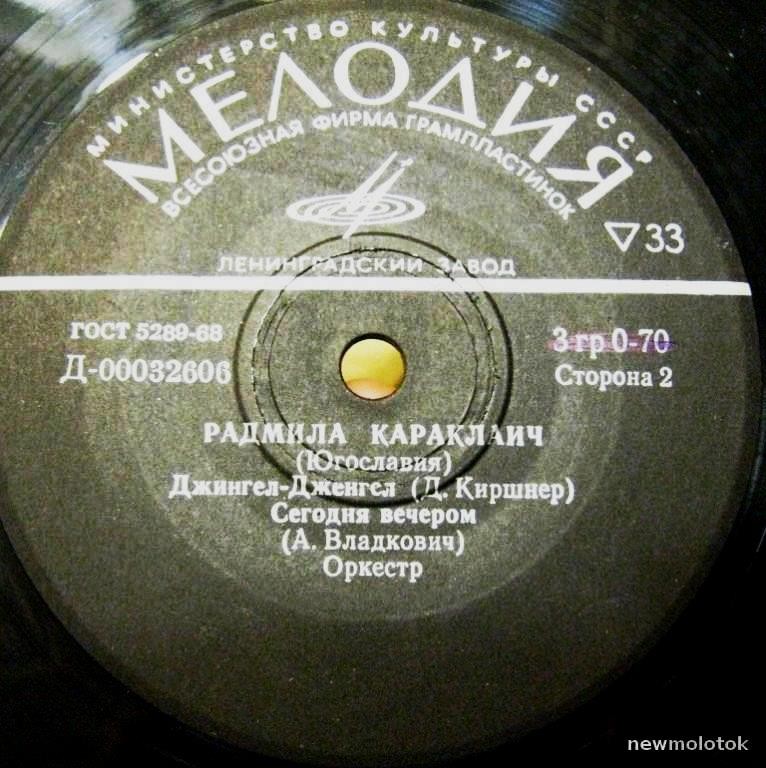 МИНИСТЕРСТВО КУЛЬТУРЫ СССР
МЕЛОДИЯ
ВСЕСОЮЗНАЯ ФИРМА ГРАМПЛАСТИНОК
33
ЛЕНИНГРАДСКИЙ ЗАВОД
ГОСТ 5289-68
3 гр 0-70
Д-00032606
Сторона 2
РАДМИЛА КАРАКЛАИЧ
(Югославия)
Джингел-Дженгел (Д. Киршнер)
Сегодня вечером
(А. Владкович)
Оркестр
newmolotok